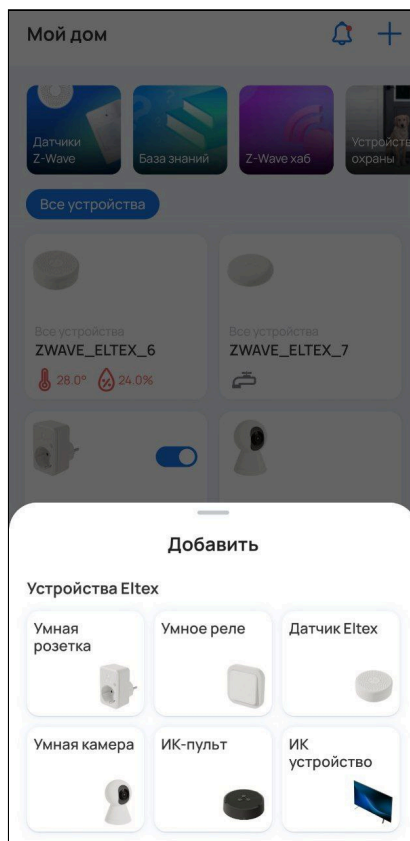 Мой дом
Датчики
Z-Wave
База знаний
Z-Wave хаб
Устройств
охраны
Все устройства
Все устройства
ZWAVE_ELTEX_6
28.0° 24.0%
Все устройства
ZWAVE_ELTEX_7
Добавить
Устройства Eltex
Умная
розетка
Умное реле
Датчик Eltex
Умная камера
ИК-пульт
ИК
устройство